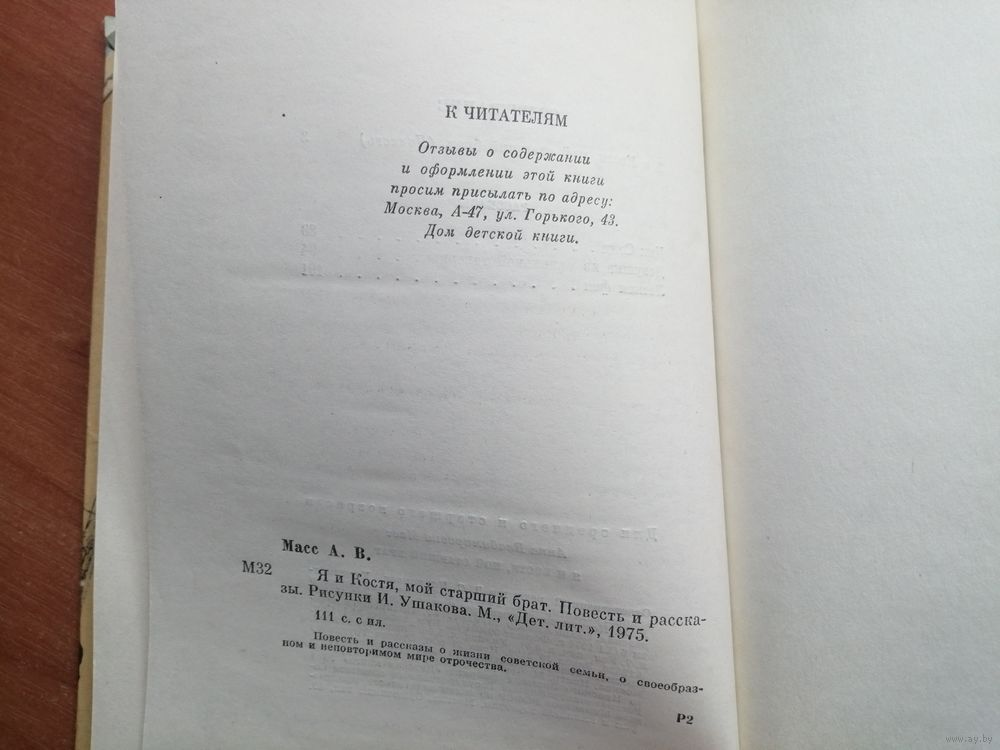 К ЧИТАТЕЛЯМ
Отзывы о содержании
и оформлении этой книги
просим присылать по адресу:
Москва, А-47, ул. Горького, 43.
Дом детской книги.
Масс А. В.
М32
Я и Костя, мой старший брат. Повесть и расска-
зы. Рисунки И. Ушакова. М., «Дет. лит.», 1975.
111 с. с ил.
Повесть и рассказы о жизни советской семьи, о своеобраз-
ном и неповторимом мире отрочества.
Р2
www.ay.by